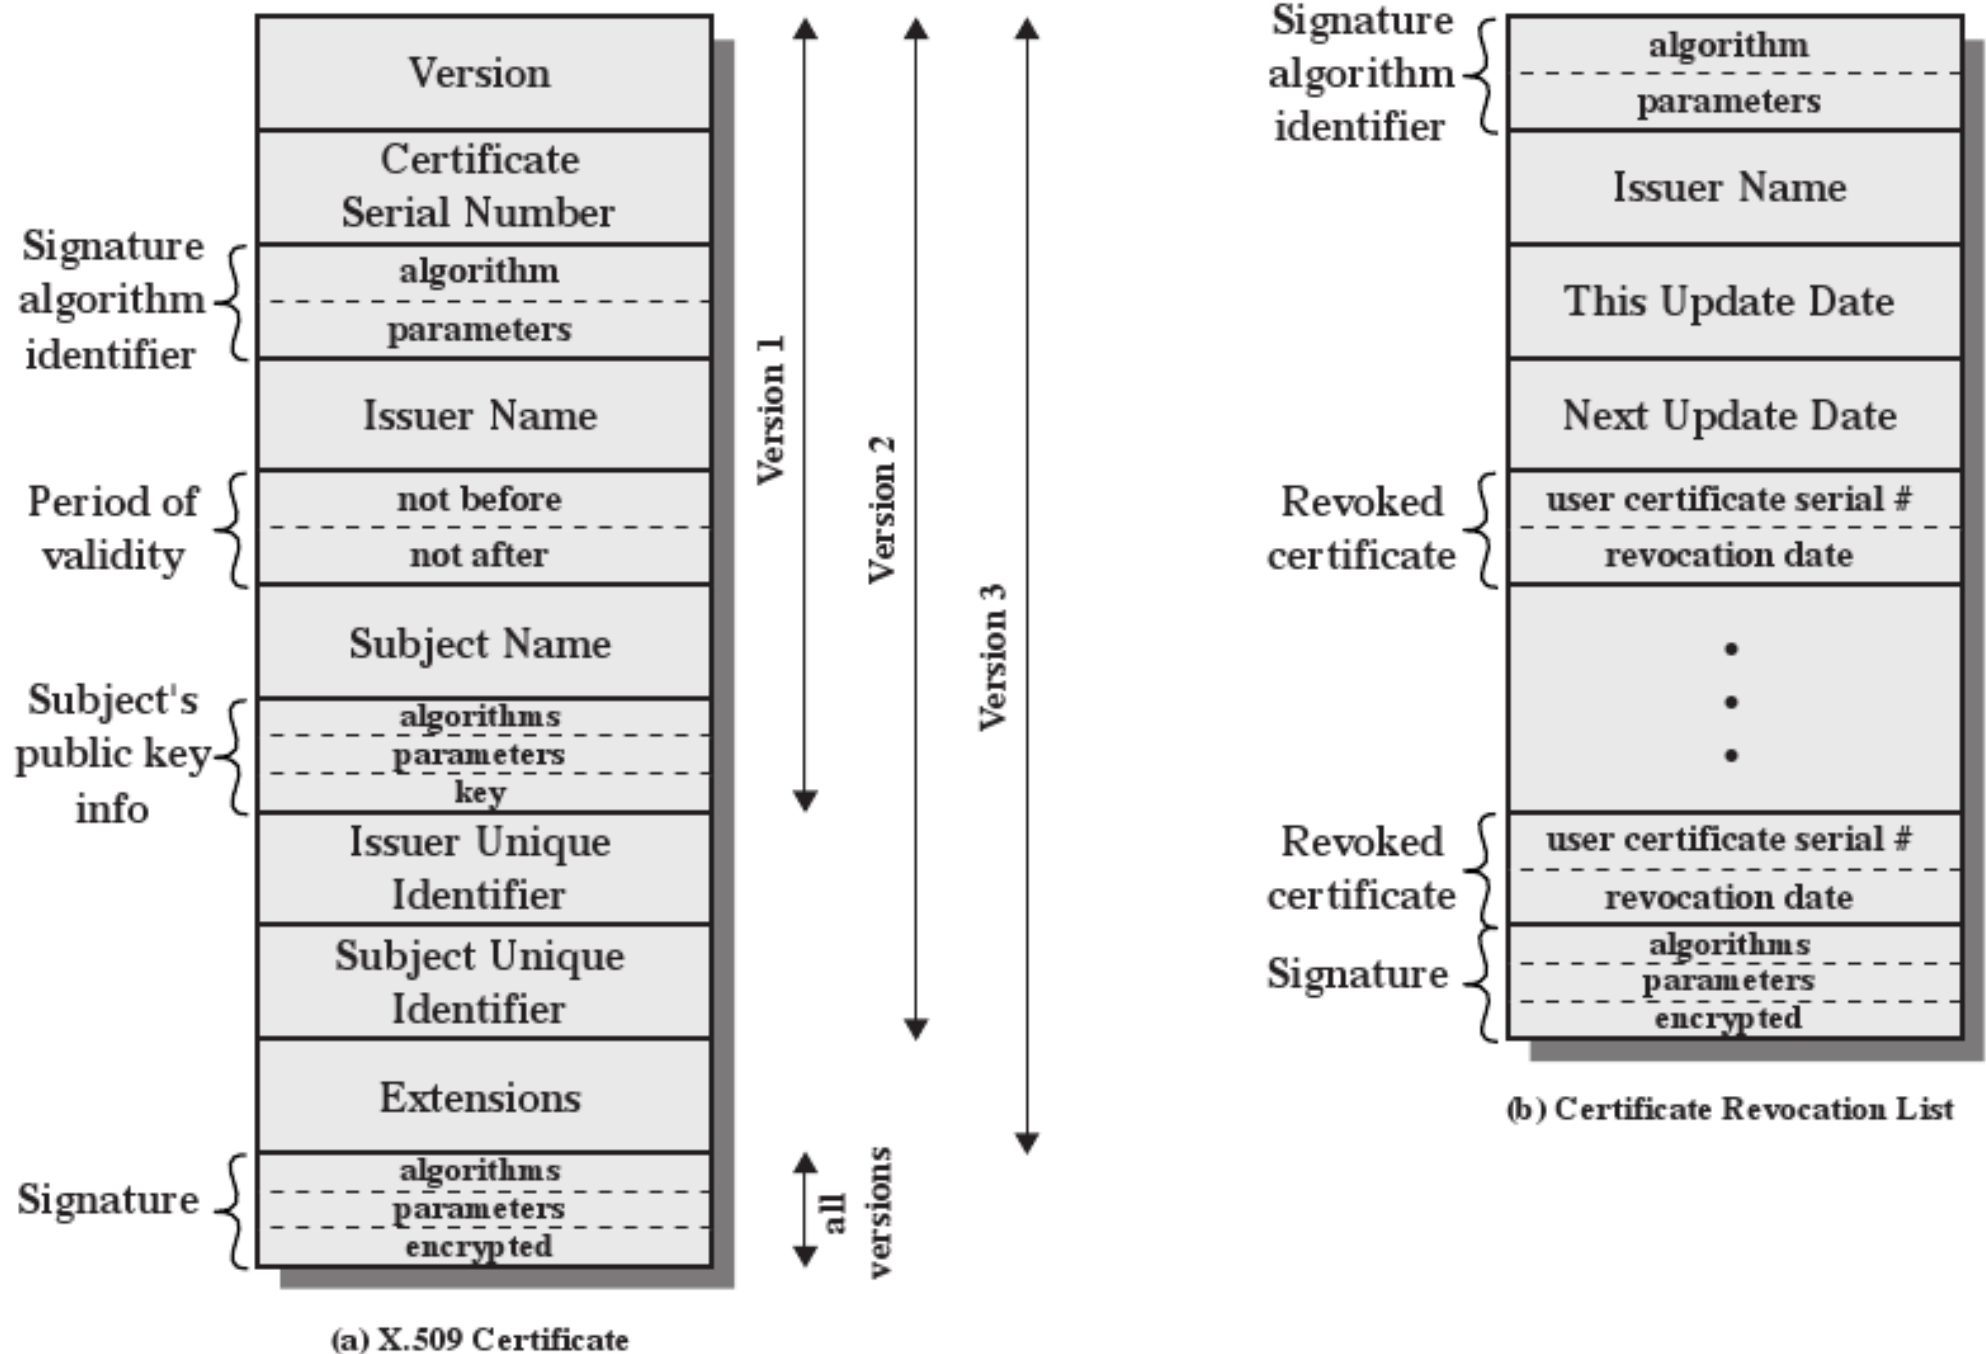 Version
Certificate
Serial Number
Signature
algorithm
identifier
algorithm
parameters
Issuer Name
Period of
validity
not before
not after
Subject Name
Subject's
public key
info
algorithms
parameters
key
Issuer Unique
Identifier
Subject Unique
Identifier
Extensions
Signature
algorithms
parameters
encrypted
Version 1
Version 2
Version 3
all
versions
(a) X.509 Certificate
Signature
algorithm
identifier
algorithm
parameters
Issuer Name
This Update Date
Next Update Date
Revoked
certificate
user certificate serial #
revocation date
Revoked
certificate
user certificate serial #
revocation date
Signature
algorithms
parameters
encrypted
(b) Certificate Revocation List